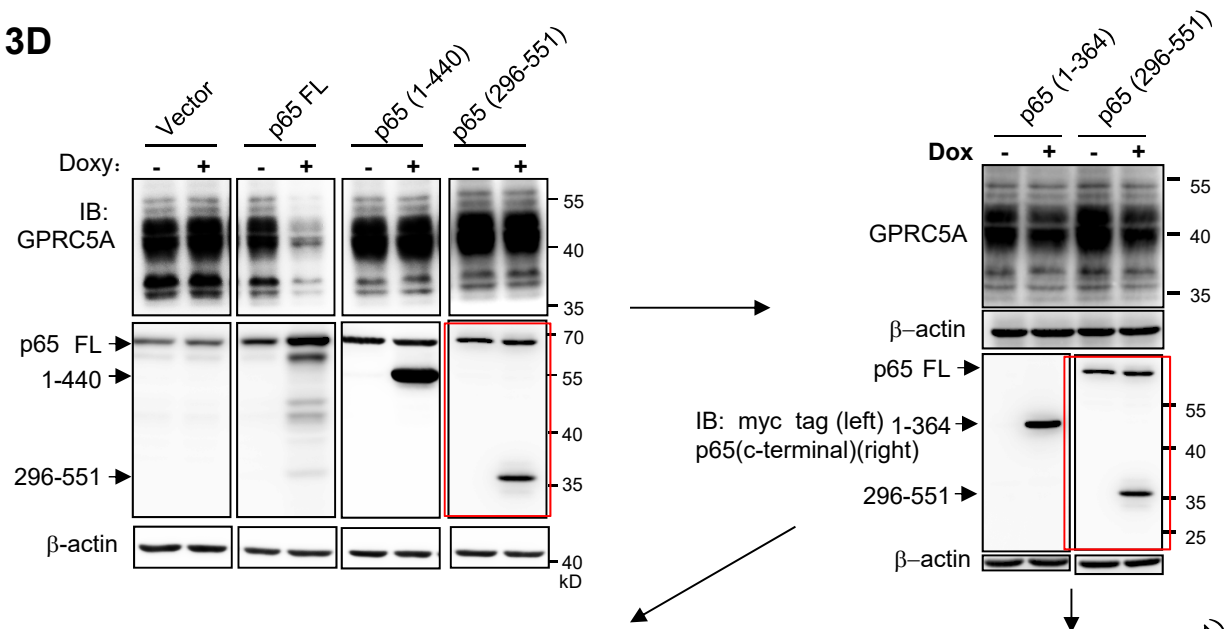 3D
Vector
p65 FL
p65 (1-440)
p65 (296-551)
Doxy: - + - + - + - +
IB:
GPRC5A
55
40
35
p65 FL
1-440
296-551
70
55
40
35
β-actin
40
kD
p65 (1-364)
p65 (296-551)
Dox - + - +
GPRC5A
55
40
35
β–actin
p65 FL
IB: myc tag (left) 1-364
p65(c-terminal)(right)
296-551
55
40
35
25
β–actin